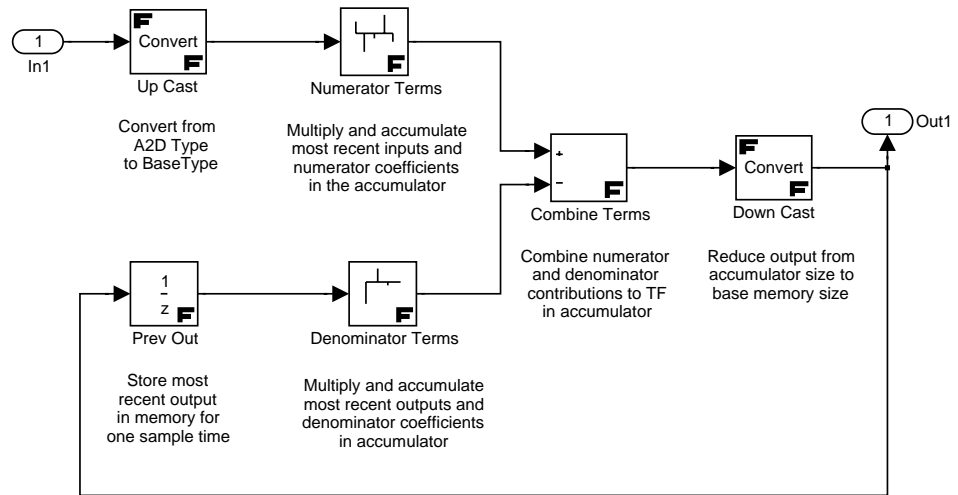 1
In1
F
Convert
F
Up Cast
Convert from
A2D Type
to BaseType
F
Numerator Terms
Multiply and accumulate
most recent inputs and
numerator coefficients
in the accumulator
+
−
F
Combine Terms
Combine numerator
and denominator
contributions to TF
in accumulator
F
Convert
F
Down Cast
Reduce output from
accumulator size to
base memory size
1
Out1
1
z
F
Prev Out
Store most
recent output
in memory for
one sample time
F
Denominator Terms
Multiply and accumulate
most recent outputs and
denominator coefficients
in accumulator